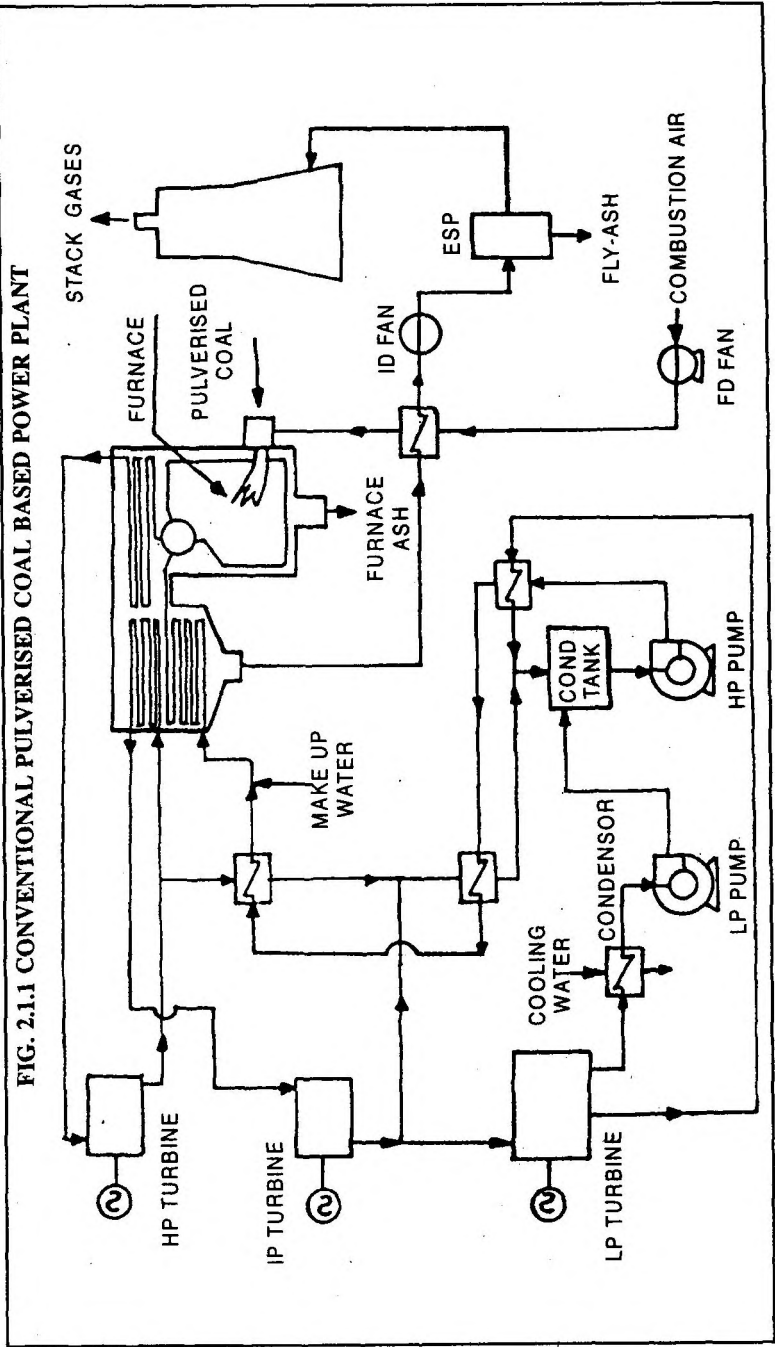 FIG. 2.1.1 CONVENTIONAL PULVERISED COAL BASED POWER PLANT
STACK GASES
FURNACE
PULVERISED
COAL
HP TURBINE
FURNACE
ASH
ID FAN
ESP
FLY-ASH
MAKE UP
WATER
IP TURBINE
COMBUSTION AIR
FD FAN
COOLING
WATER
CONDENSOR
COND
TANK
LP TURBINE
LP PUMP
HP PUMP